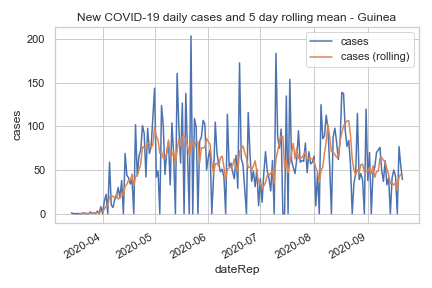 New COVID-19 daily cases and 5 day rolling mean - Guinea
cases
cases (rolling)
200
150
100
50
0
cases
2020-04
2020-05
2020-06
2020-07
2020-08
2020-09
dateRep